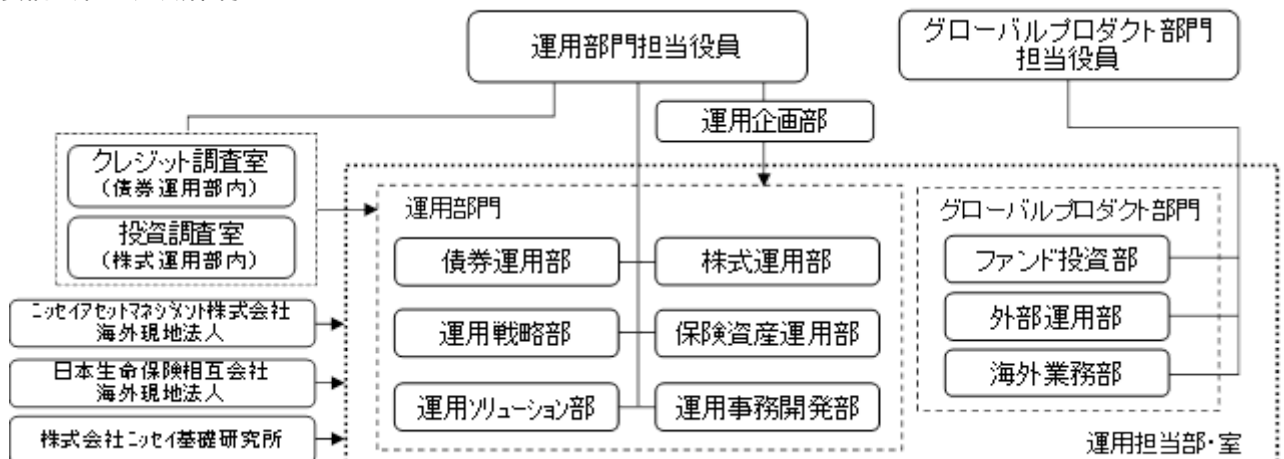 運用部門担当役員
グローバルプロダクト部門
担当役員
運用企画部
クレジット調査室
(債券運用部内)
投資調査室
(株式運用部内)
運用部門
債券運用部
株式運用部
運用戦略部
保険資産運用部
運用ソリューション部
運用事務開発部
グローバルプロダクト部門
ファンド投資部
外部運用部
海外業務部
ニッセイアセットマネジメント株式会社
海外現地法人
日本生命保険相互会社
海外現地法人
株式会社ニッセイ基礎研究所
運用担当部・室